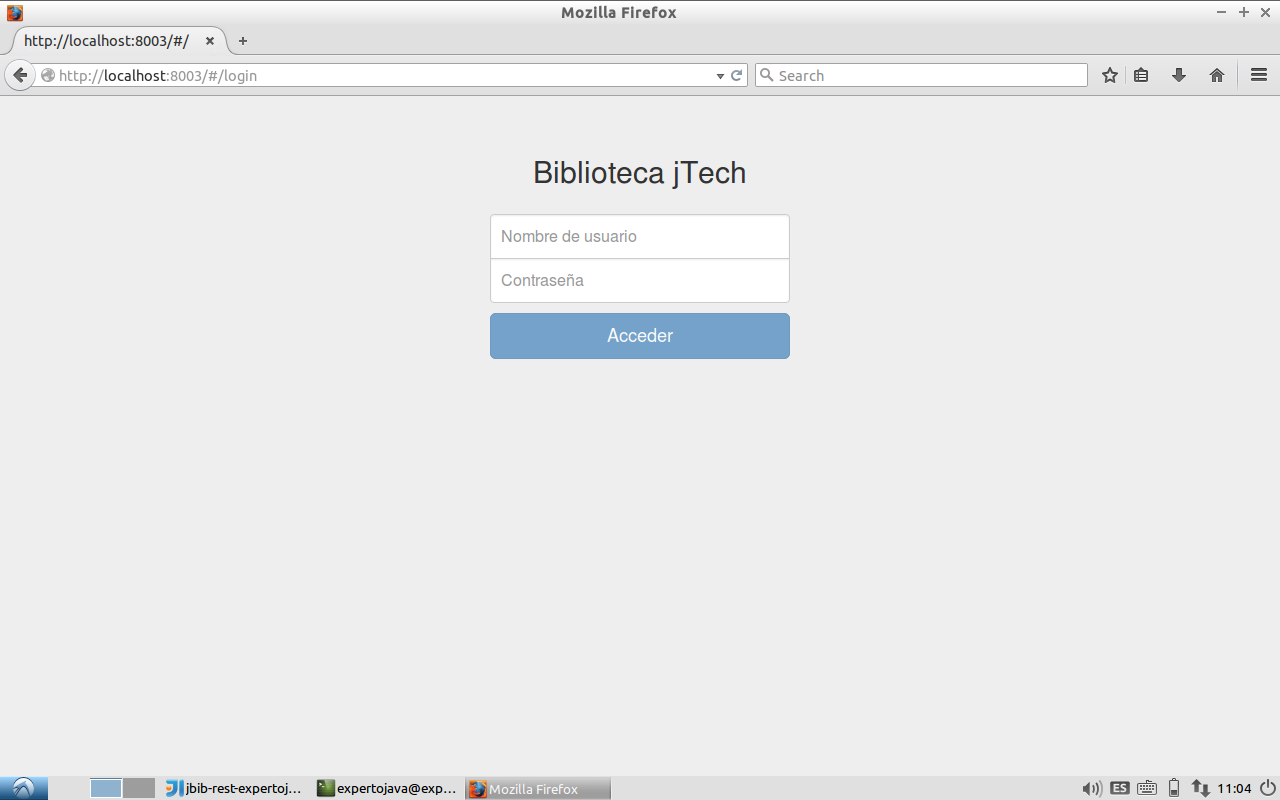 Mozilla Firefox
http://localhost:8003/#/
http://localhost:8003/#/login
Search
Biblioteca jTech
Nombre de usuario
Contraseña
Acceder
jbib-rest-expertoj...
expertojava@exp...
Mozilla Firefox
ES
11:04